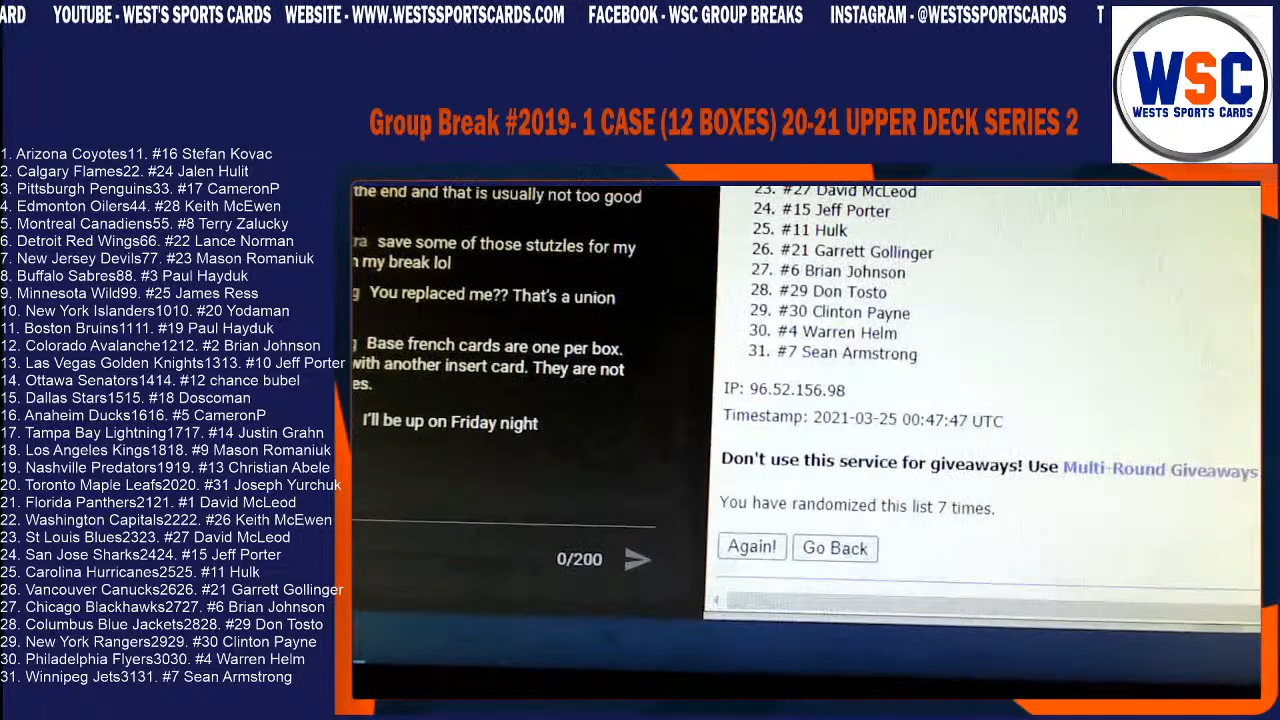 ARD YOUTUBE - WEST'S SPORTS CARDS WEBSITE - WWW.WESTSSPORTSCARDS.COM FACEBOOK - WSC GROUP BREAKS INSTAGRAM - @WESTSSPORTSCARDS T
WSC
WESTS SPORTS CARDS
Group Break #2019- 1 CASE (12 BOXES) 20-21 UPPER DECK SERIES 2
1. Arizona Coyotes11. #16 Stefan Kovac
2. Calgary Flames22. #24 Jalen Hulit
3. Pittsburgh Penguins33. #17 CameronP
4. Edmonton Oilers44. #28 Keith McEwen
5. Montreal Canadiens55. #8 Terry Zalucky
6. Detroit Red Wings66. #22 Lance Norman
7. New Jersey Devils77. #23 Mason Romaniuk
8. Buffalo Sabres88. #3 Paul Hayduk
9. Minnesota Wild99. #25 James Ress
10. New York Islanders1010. #20 Yodaman
11. Boston Bruins1111. #19 Paul Hayduk
12. Colorado Avalanche1212. #2 Brian Johnson
13. Las Vegas Golden Knights1313. #10 Jeff Porter
14. Ottawa Senators1414. #12 chance bubel
15. Dallas Stars1515. #18 Doscoman
16. Anaheim Ducks1616. #5 CameronP
17. Tampa Bay Lightning1717. #14 Justin Grahn
18. Los Angeles Kings1818. #9 Mason Romaniuk
19. Nashville Predators1919. #13 Christian Abele
20. Toronto Maple Leafs2020. #31 Joseph Yurchuk
21. Florida Panthers2121. #1 David McLeod
22. Washington Capitals2222. #26 Keith McEwen
23. St Louis Blues2323. #27 David McLeod
24. San Jose Sharks2424. #15 Jeff Porter
25. Carolina Hurricanes2525. #11 Hulk
26. Vancouver Canucks2626. #21 Garrett Gollinger
27. Chicago Blackhawks2727. #6 Brian Johnson
28. Columbus Blue Jackets2828. #29 Don Tosto
29. New York Rangers2929. #30 Clinton Payne
30. Philadelphia Flyers3030. #4 Warren Helm
31. Winnipeg Jets3131. #7 Sean Armstrong
the end and that is usually not too good
ra save some of those stutzles for my
my break lol
g You replaced me?? That's a union
Base french cards are one per box.
with another insert card. They are not
es.
I'll be up on Friday night
0/200
23. #27 David McLeod
24. #15 Jeff Porter
25. #11 Hulk
26. #21 Garrett Gollinger
27. #6 Brian Johnson
28. #29 Don Tosto
29. #30 Clinton Payne
30. #4 Warren Helm
31. #7 Sean Armstrong
IP: 96.52.156.98
Timestamp: 2021-03-25 00:47:47 UTC
Don't use this service for giveaways! Use Multi-Round Giveaways
You have randomized this list 7 times.
Again! Go Back